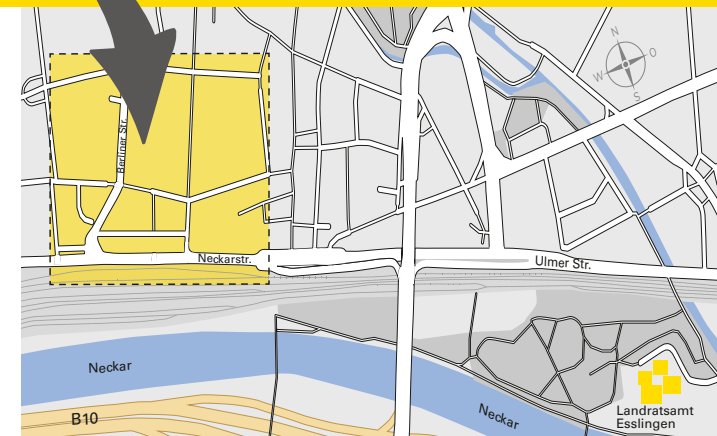 N
O
W
S
Berliner Str.
Neckarstr.
Ulmer Str.
Neckar
B10
Neckar
Landratsamt
Esslingen